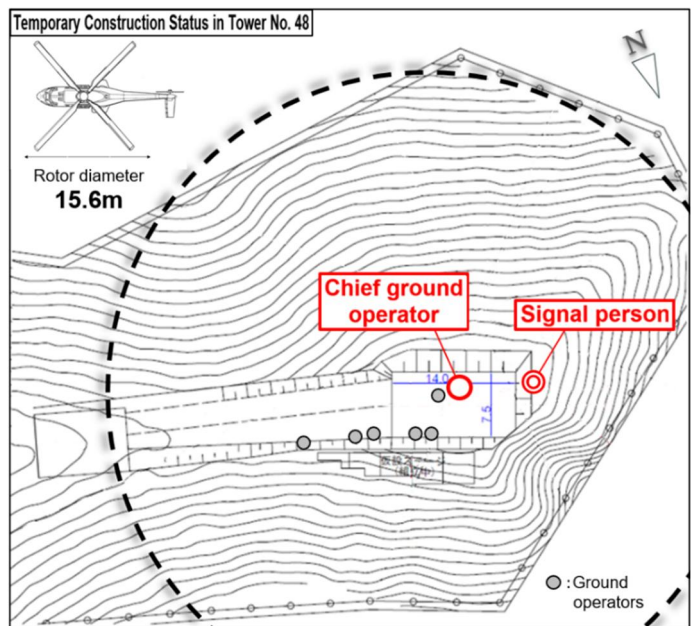 Temporary Construction Status in Tower No. 48
N
Rotor diameter
15.6m
Chief ground
operator
Signal person
14.0
7.5
: Ground
operators